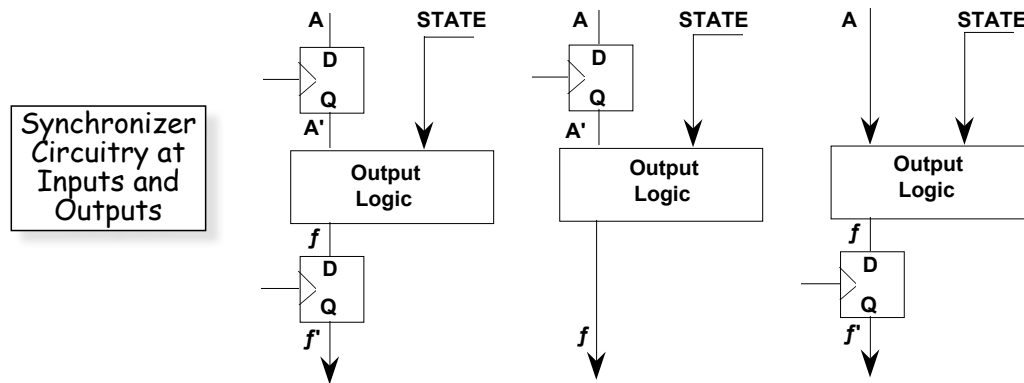 Synchronizer
Circuitry at
Inputs and
Outputs
A STATE
D
Q
A'
Output
Logic
f
D
Q
f'
A STATE
D
Q
A'
Output
Logic
f
A STATE
Output
Logic
f
D
Q
f'